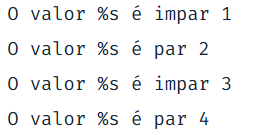 O valor %s é impar 1
O valor %s é par 2
O valor %s é impar 3
O valor %s é par 4